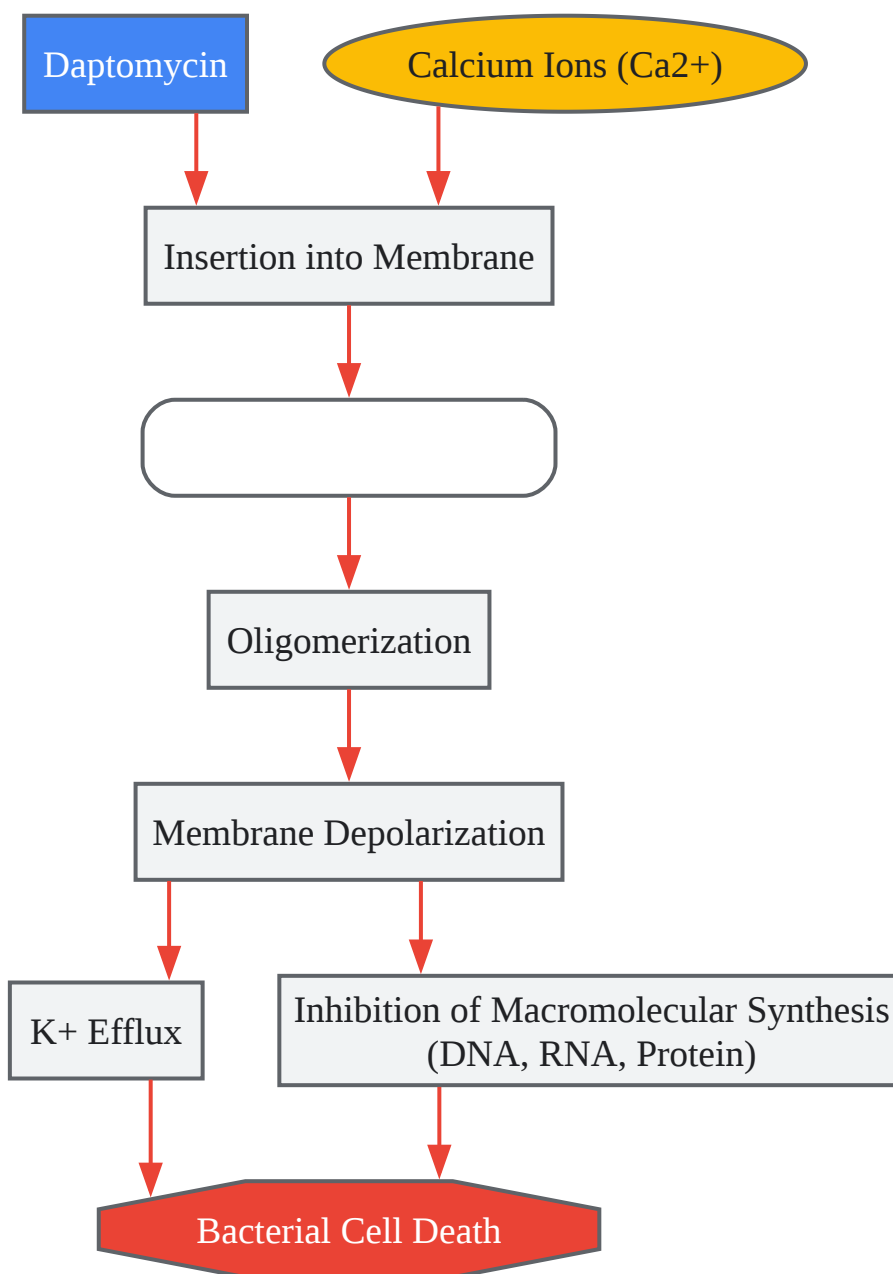 Daptomycin
Calcium Ions (Ca2+)
Insertion into Membrane
Oligomerization
Membrane Depolarization
K+ Efflux
Inhibition of Macromolecular Synthesis
(DNA, RNA, Protein)
Bacterial Cell Death